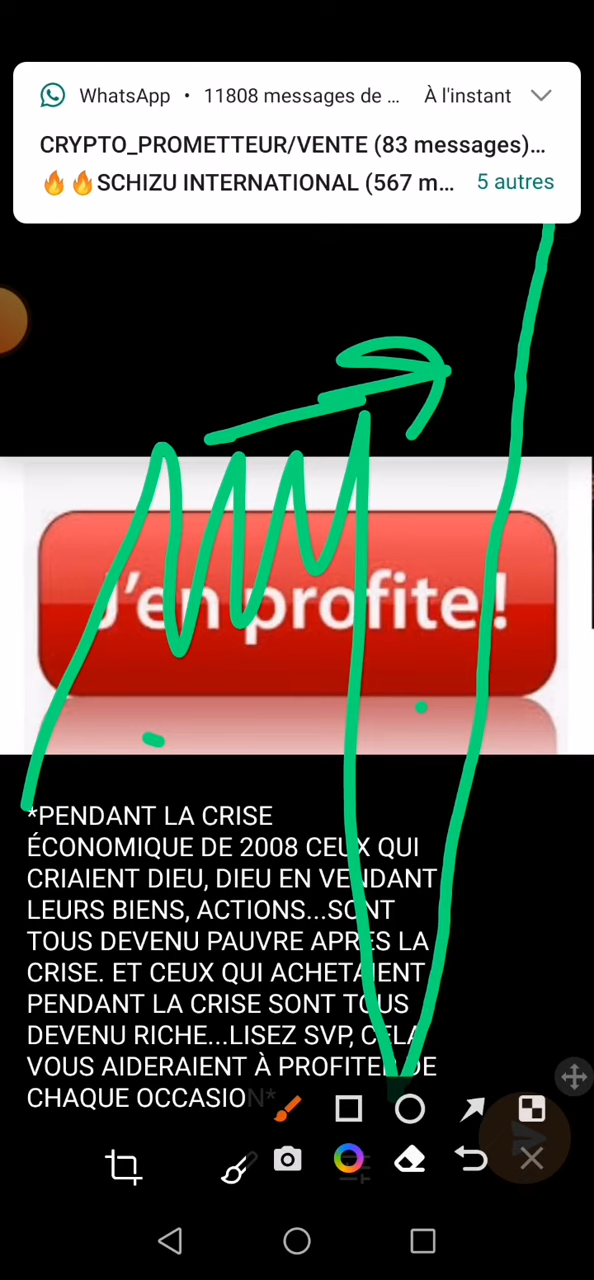 WhatsApp • 11808 messages de ... À l'instant
CRYPTO_PROMETTEUR/VENTE (83 messages)...
🔥🔥SCHIZU INTERNATIONAL (567 m... 5 autres
J'en profite!
*PENDANT LA CRISE
ÉCONOMIQUE DE 2008 CEUX QUI
CRIAIENT DIEU, DIEU EN VENDANT
LEURS BIENS, ACTIONS...SONT
TOUS DEVENU PAUVRE APRES LA
CRISE. ET CEUX QUI ACHETAIENT
PENDANT LA CRISE SONT TOUS
DEVENU RICHE...LISEZ SVP, CELA
VOUS AIDERAIENT À PROFITER DE
CHAQUE OCCASION*